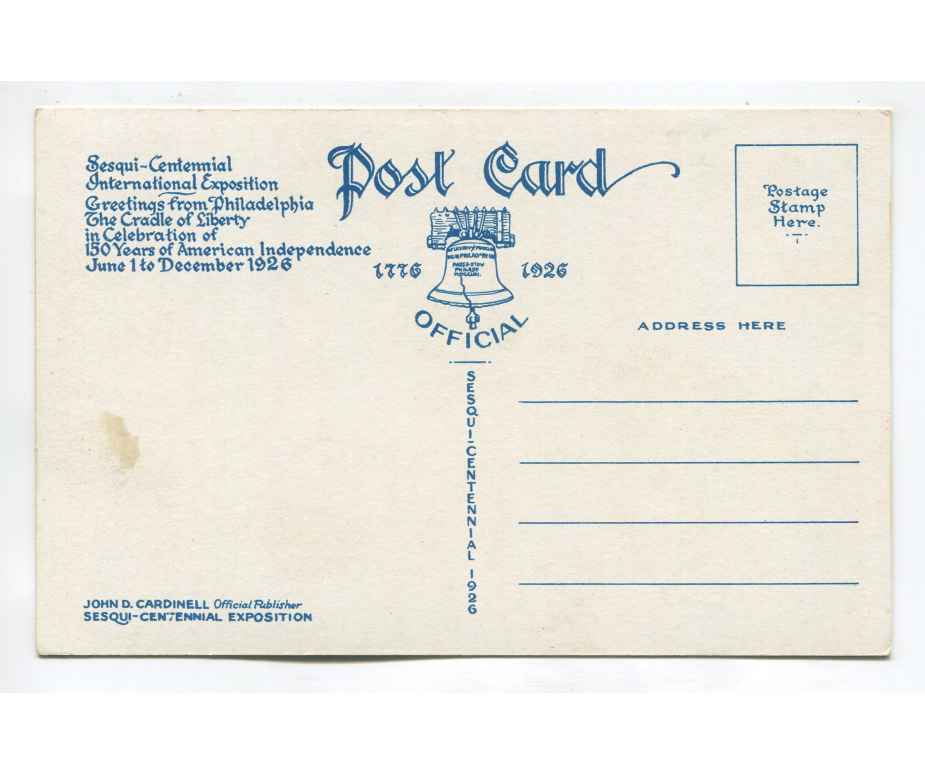 Sesqui-Centennial
International Exposition
Greetings from Philadelphia
The Cradle of Liberty
in Celebration of
150 Years of American Independence
June 1 to December 1926
Post Card
1776 1926
OFFICIAL
SESQUI-CENTENNIAL 1926
Postage
Stamp
Here.
ADDRESS HERE
JOHN D. CARDINELL Official Publisher
SESQUI-CENTENNIAL EXPOSITION